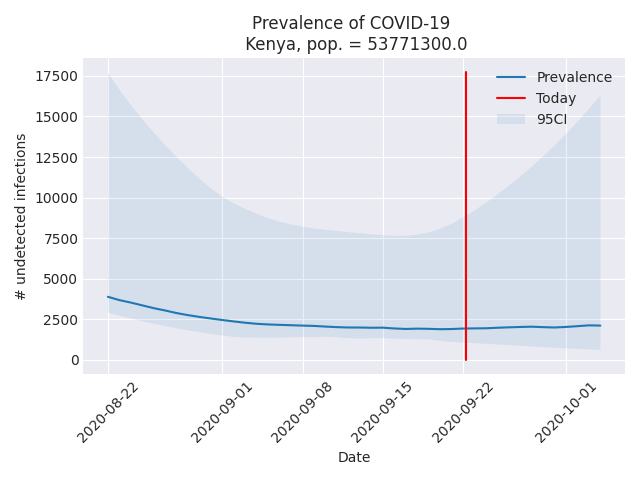 Prevalence of COVID-19
Kenya, pop. = 53771300.0
Prevalence
Today
95CI
17500
15000
12500
10000
7500
5000
2500
0
# undetected infections
2020-08-22
2020-09-01
2020-09-08
2020-09-15
2020-09-22
2020-10-01
Date